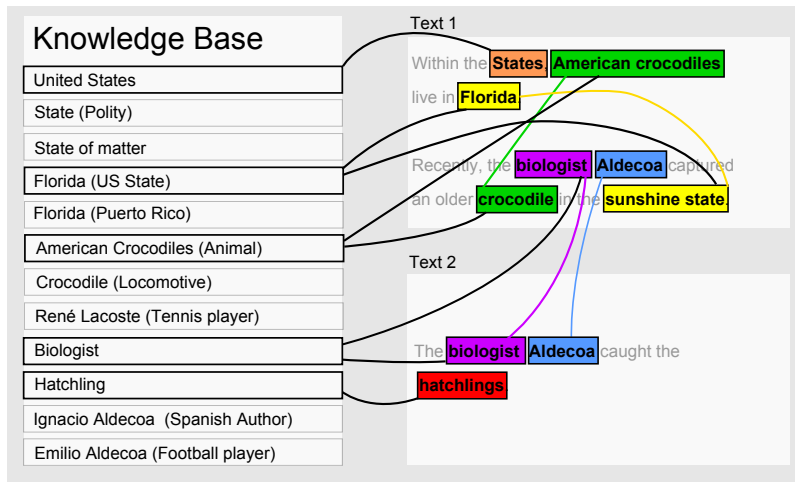 Knowledge Base
United States
State (Polity)
State of matter
Florida (US State)
Florida (Puerto Rico)
American Crocodiles (Animal)
Crocodile (Locomotive)
René Lacoste (Tennis player)
Biologist
Hatchling
Ignacio Aldecoa (Spanish Author)
Emilio Aldecoa (Football player)
Text 1
Within the States, American crocodiles
live in Florida.
Recently, the biologist Aldecoa captured
an older crocodile in the sunshine state.
Text 2
The biologist Aldecoa caught the
hatchlings.